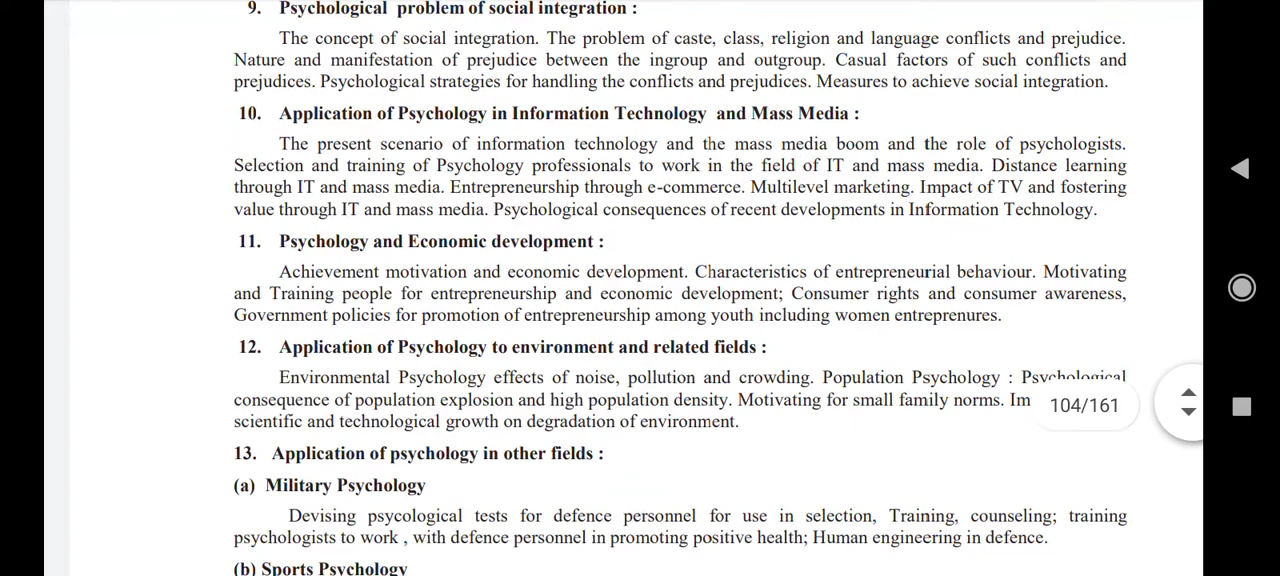 9. Psychological problem of social integration :
The concept of social integration. The problem of caste, class, religion and language conflicts and prejudice.
Nature and manifestation of prejudice between the ingroup and outgroup. Casual factors of such conflicts and
prejudices. Psychological strategies for handling the conflicts and prejudices. Measures to achieve social integration.
10. Application of Psychology in Information Technology and Mass Media :
The present scenario of information technology and the mass media boom and the role of psychologists.
Selection and training of Psychology professionals to work in the field of IT and mass media. Distance learning
through IT and mass media. Entrepreneurship through e-commerce. Multilevel marketing. Impact of TV and fostering
value through IT and mass media. Psychological consequences of recent developments in Information Technology.
11. Psychology and Economic development :
Achievement motivation and economic development. Characteristics of entrepreneurial behaviour. Motivating
and Training people for entrepreneurship and economic development; Consumer rights and consumer awareness,
Government policies for promotion of entrepreneurship among youth including women entreprenures.
12. Application of Psychology to environment and related fields :
Environmental Psychology effects of noise, pollution and crowding. Population Psychology : Psychological
consequence of population explosion and high population density. Motivating for small family norms. Im
104/161
scientific and technological growth on degradation of environment.
13. Application of psychology in other fields :
(a) Military Psychology
Devising psycological tests for defence personnel for use in selection, Training, counseling; training
psychologists to work , with defence personnel in promoting positive health; Human engineering in defence.
(b) Sports Psychology